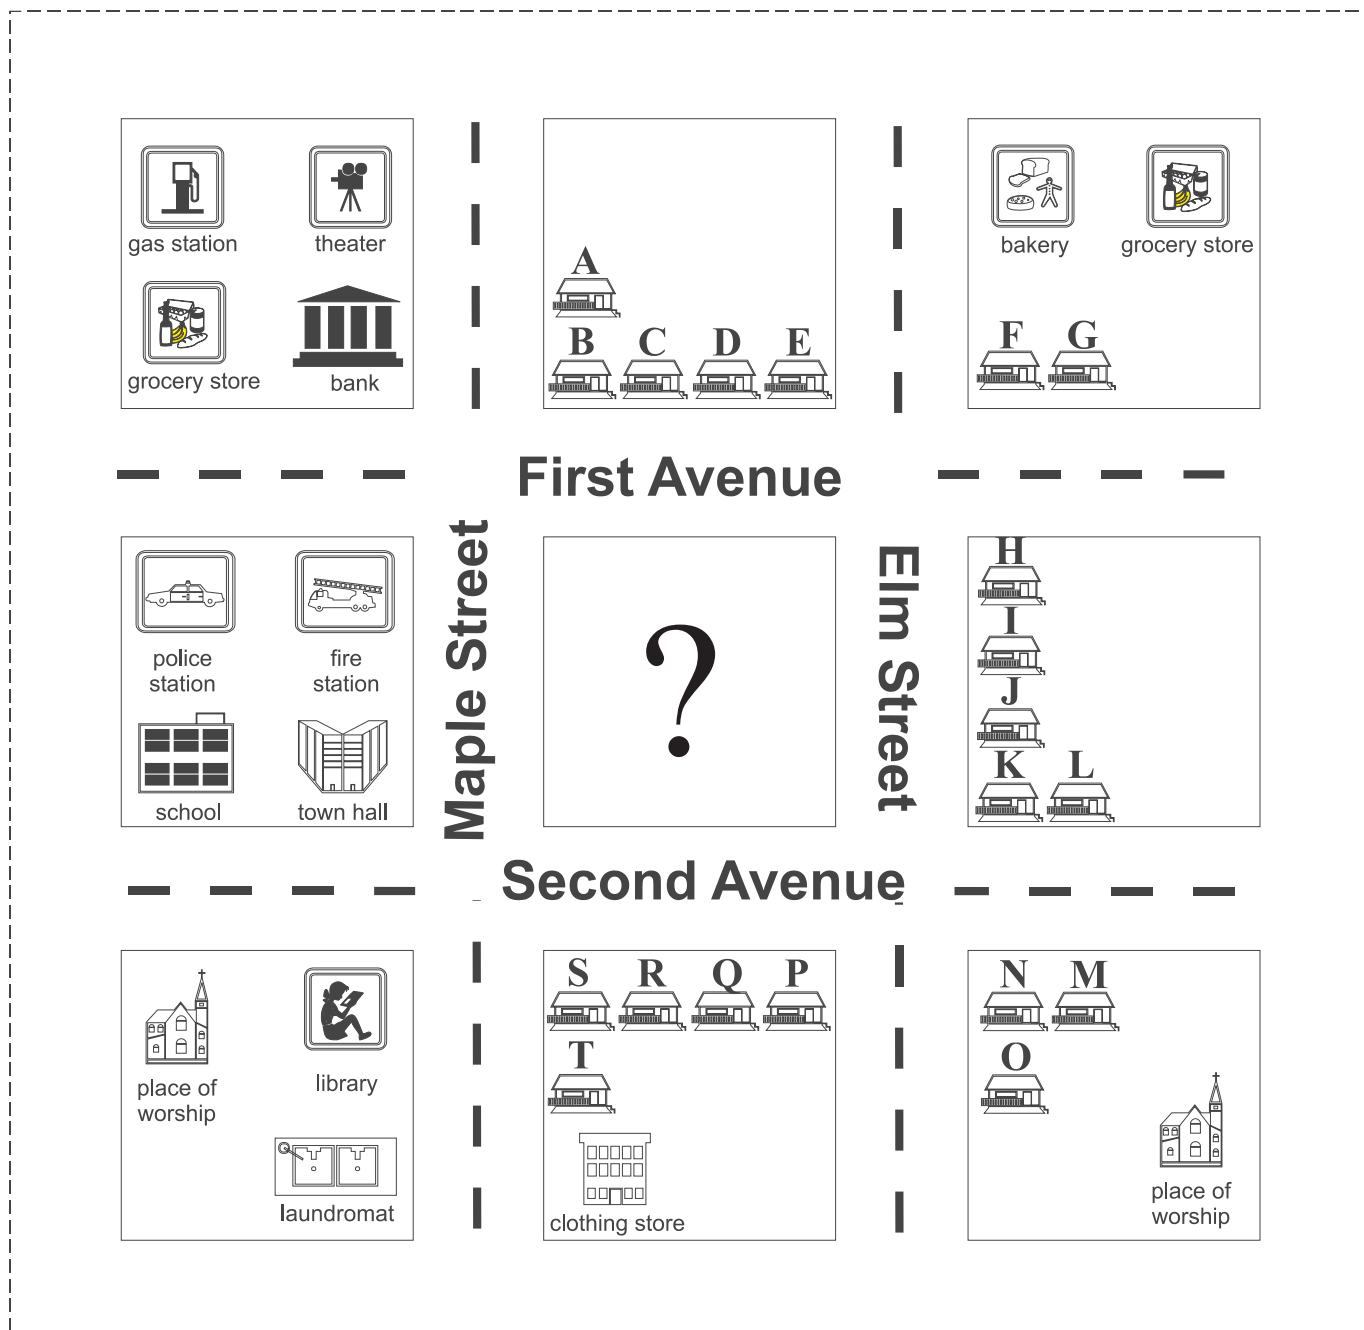 gas station
theater
grocery store
bank
A
B C D E
bakery
grocery store
F G
First Avenue
police
station
fire
station
school
town hall
Maple Street
?
Elm Street
H
I
J
K L
Second Avenue
place of
worship
library
laundromat
S R Q P
T
clothing store
N M
O
place of
worship